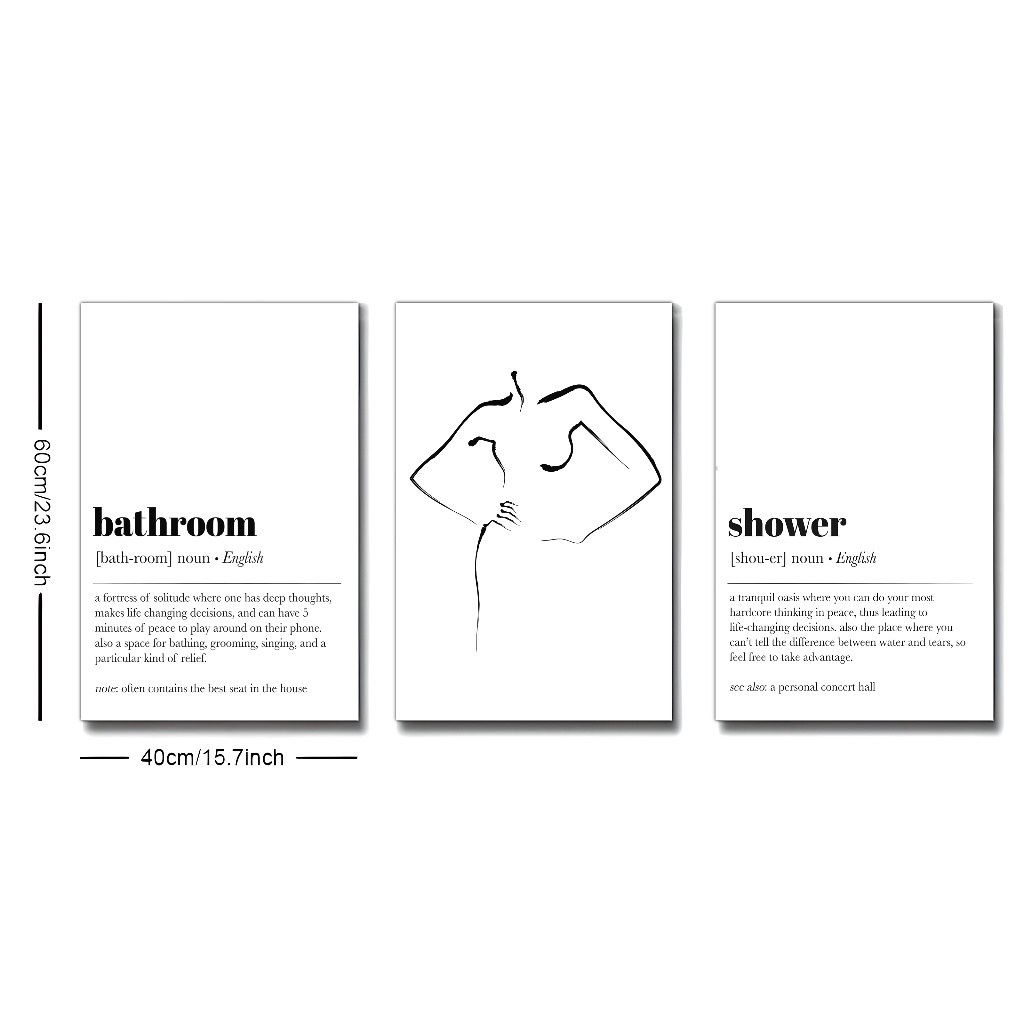 60cm/23.6inch
bathroom
[bath-room] noun • English
a fortress of solitude where one has deep thoughts,
makes life changing decisions, and can have 5
minutes of peace to play around on their phone.
also a space for bathing, grooming, singing, and a
particular kind of relief.
note: often contains the best seat in the house
40cm/15.7inch
shower
[shou-er] noun • English
a tranquil oasis where you can do your most
hardcore thinking in peace, thus leading to
life-changing decisions. also the place where you
can't tell the difference between water and tears, so
feel free to take advantage.
see also: a personal concert hall